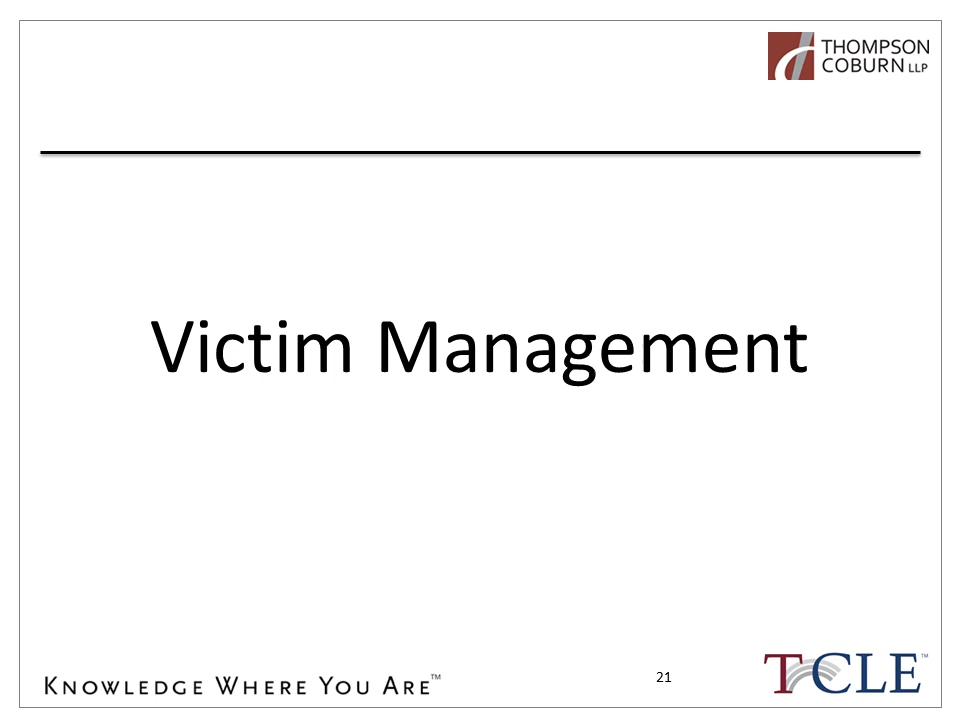 THOMPSON
COBURN LLP
Victim Management
KNOWLEDGE WHERE YOU ARE™
21
TCLE™